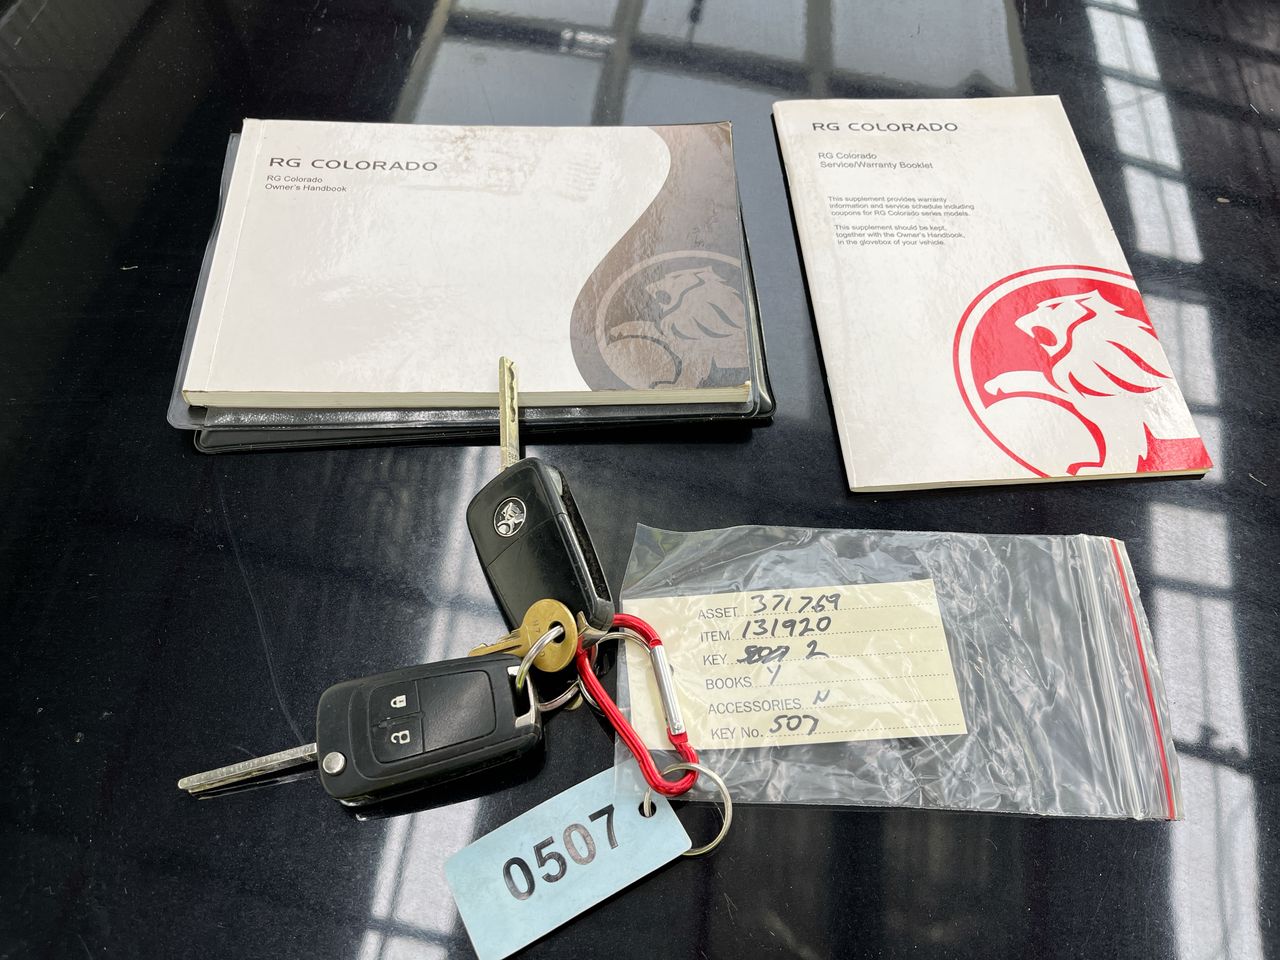 RG COLORADO
RG Colorado
Owner's Handbook
RG COLORADO
RG Colorado
Service/Warranty Booklet
This supplement provides warranty
information and service schedule including
coupons for RG Colorado series models.
This supplement should be kept,
together with the Owner's Handbook,
in the glovebox of your vehicle.
ASSET 371769
ITEM 131920
KEY 2
BOOKS Y
ACCESSORIES N
KEY No. 507
0507